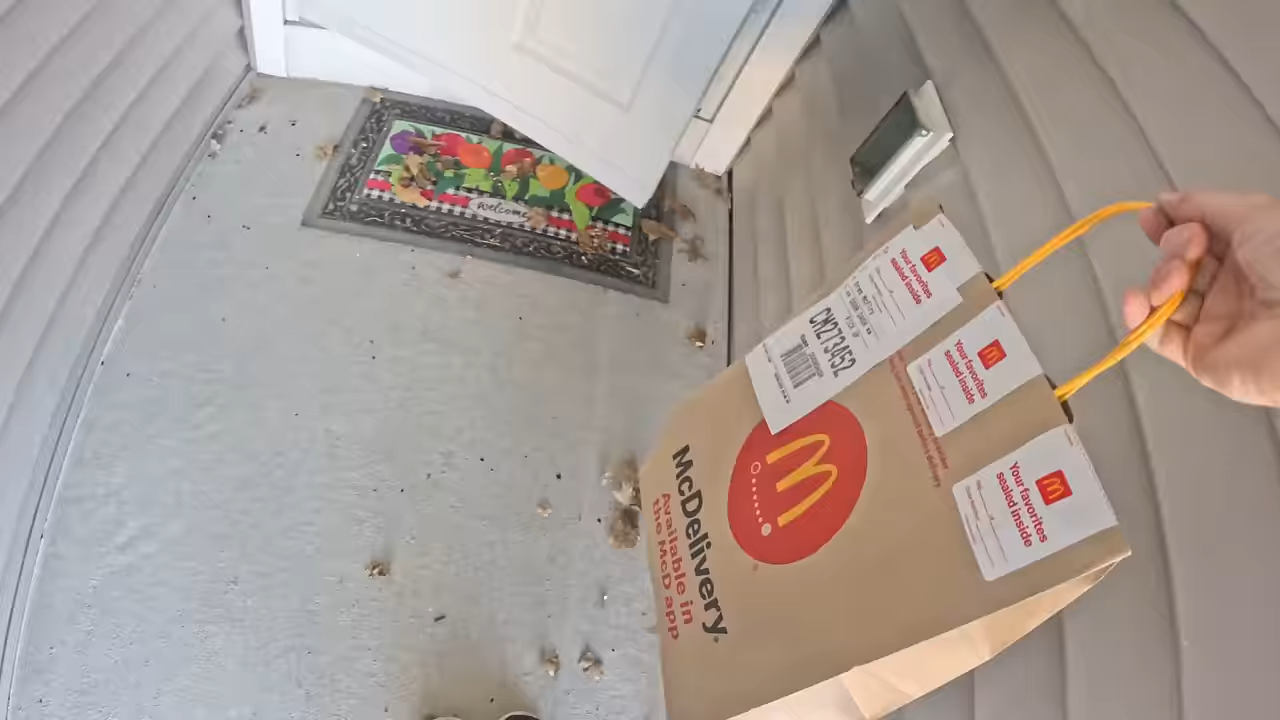 welcome
Your favorites
sealed inside
CM273452
Your favorites
sealed inside
Your favorites
sealed inside
McDelivery
Available in
the McD app